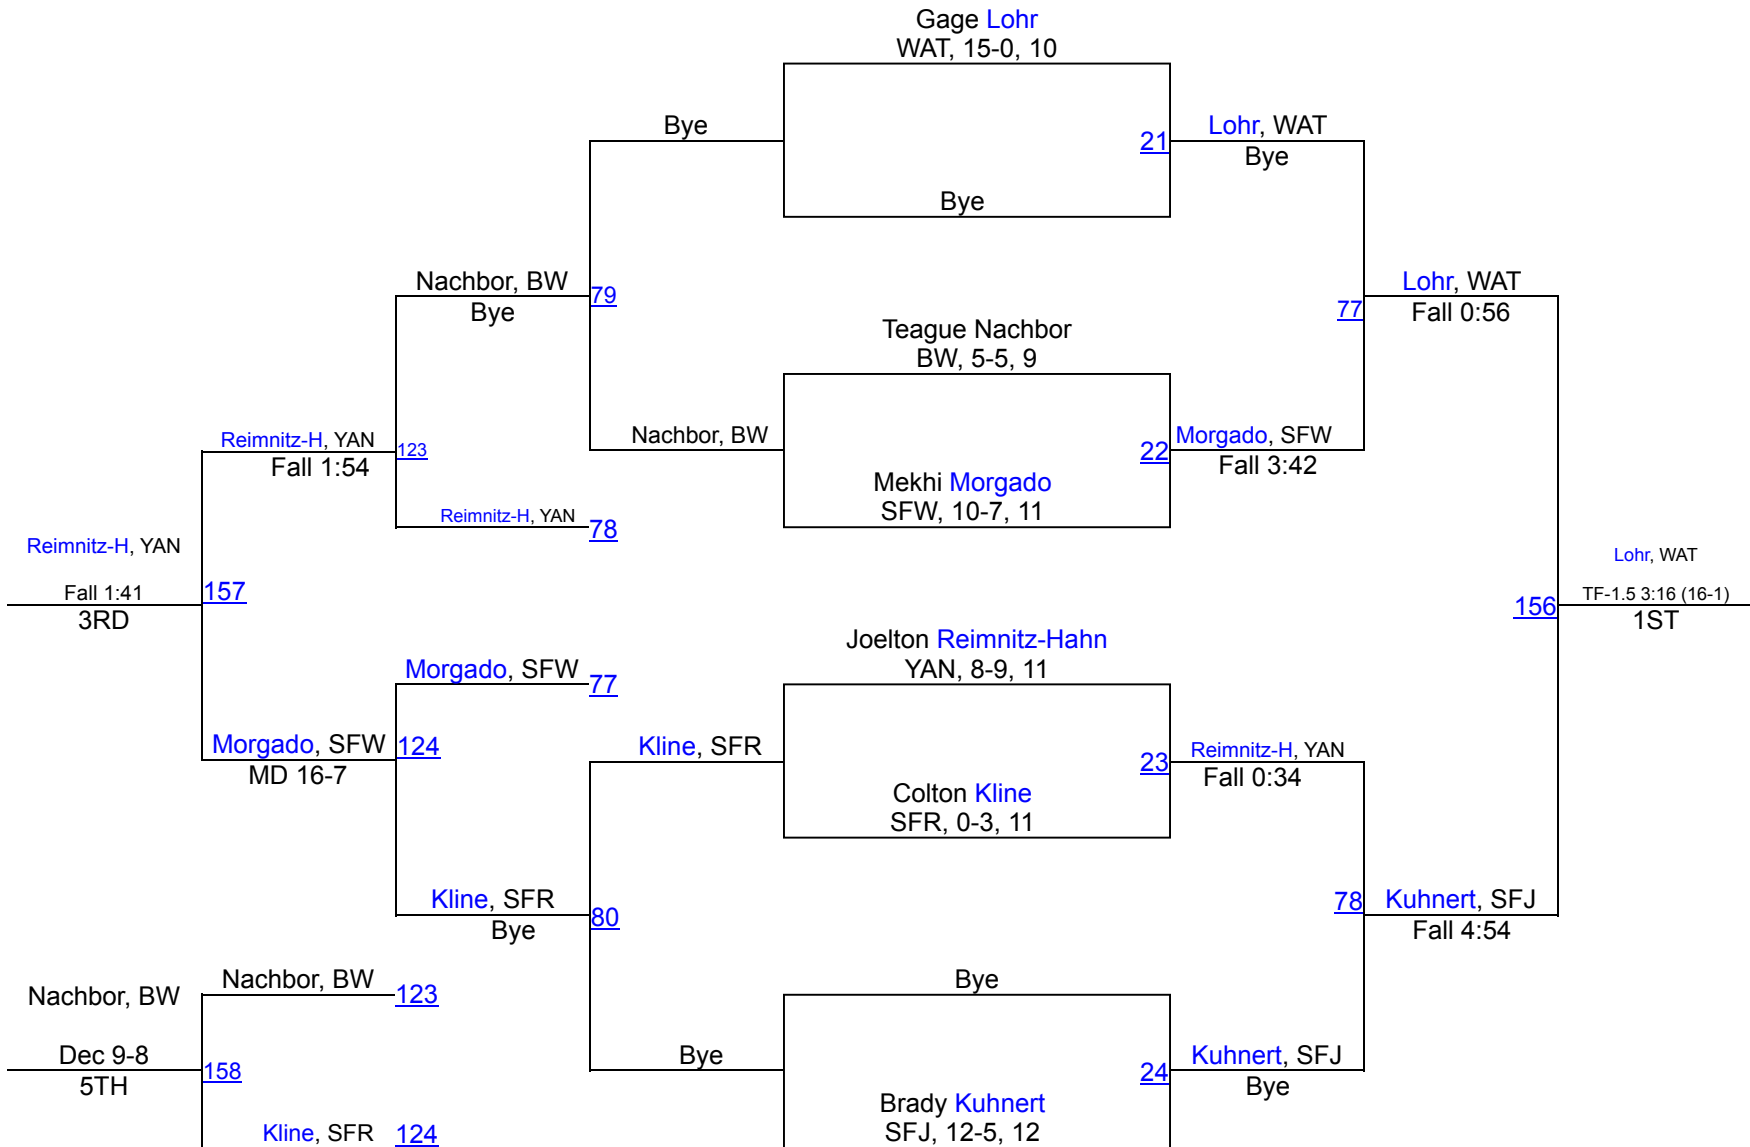 Gage Lohr
WAT, 15-0, 10
Bye
21
Lohr, WAT
Bye
Bye
Nachbor, BW
Bye
79
Lohr, WAT
Fall 0:56
77
Teague Nachbor
BW, 5-5, 9
Nachbor, BW
22
Morgado, SFW
Fall 3:42
Reimnitz-H, YAN
Fall 1:54
123
Mekhi Morgado
SFW, 10-7, 11
Reimnitz-H, YAN
78
Reimnitz-H, YAN
Fall 1:41
3RD
157
Lohr, WAT
TF-1.5 3:16 (16-1)
1ST
156
Joelton Reimnitz-Hahn
YAN, 8-9, 11
Morgado, SFW
77
Morgado, SFW
MD 16-7
124
Kline, SFR
23
Reimnitz-H, YAN
Fall 0:34
Colton Kline
SFR, 0-3, 11
Kline, SFR
Bye
80
78
Kuhnert, SFJ
Fall 4:54
Nachbor, BW
Dec 9-8
5TH
Nachbor, BW
123
158
Kline, SFR
124
Bye
Bye
24
Kuhnert, SFJ
Bye
Brady Kuhnert
SFJ, 12-5, 12